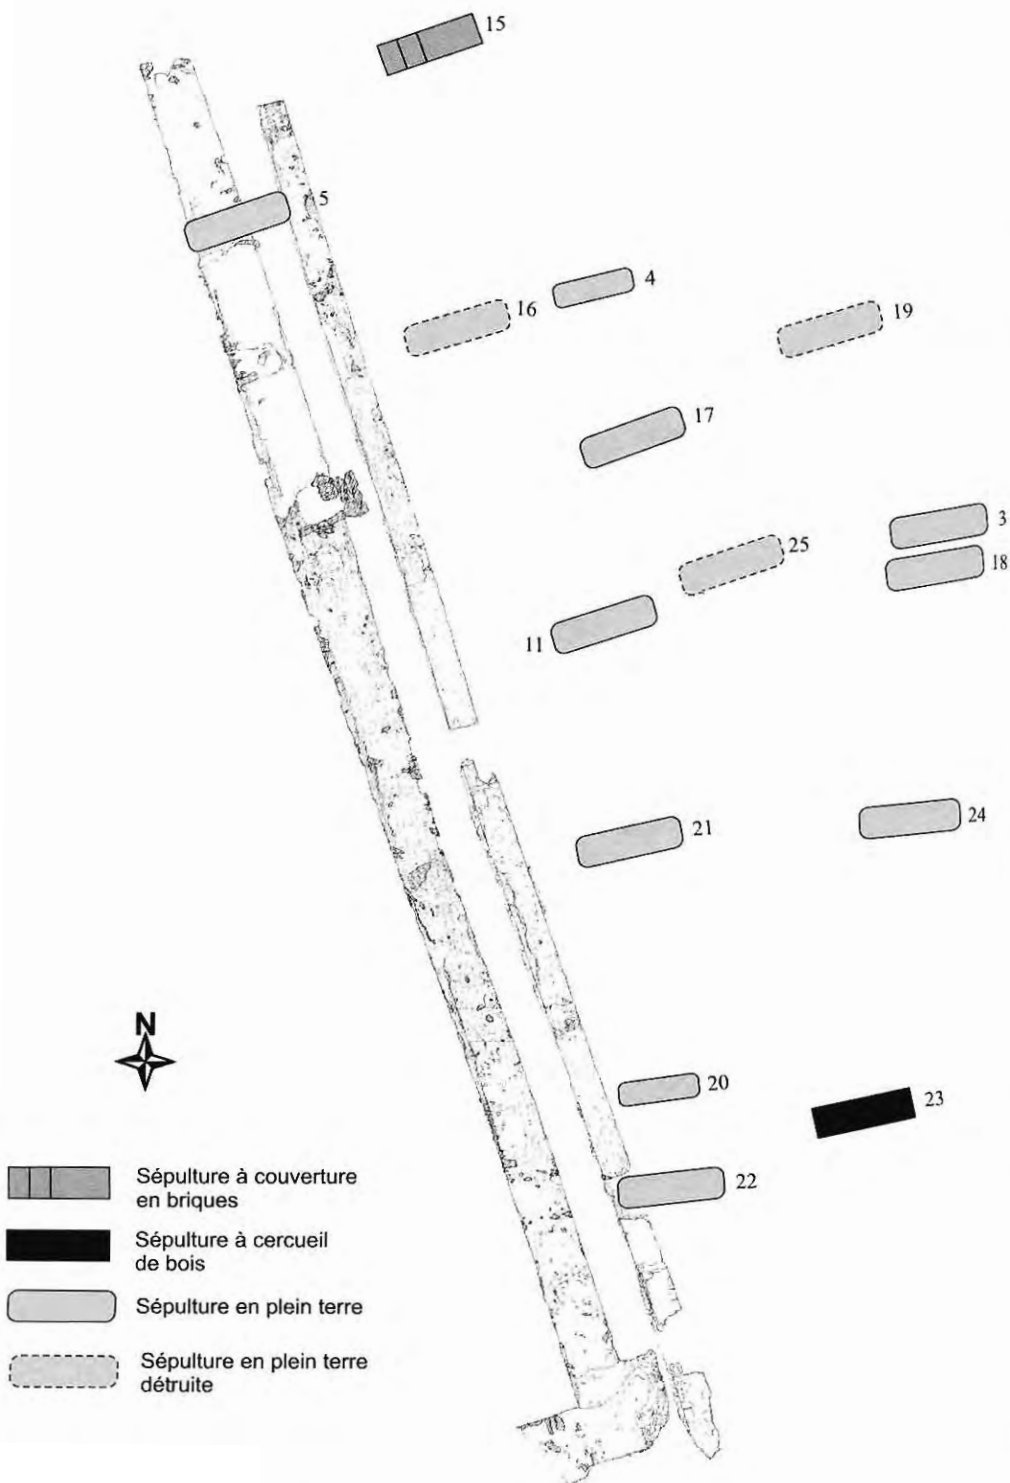 15
5
4
16
19
17
3
25
18
11
21
24
N
20
23
22
Sépulture à couverture
en briques
Sépulture à cercueil
de bois
Sépulture en plein terre
Sépulture en plein terre
détruite